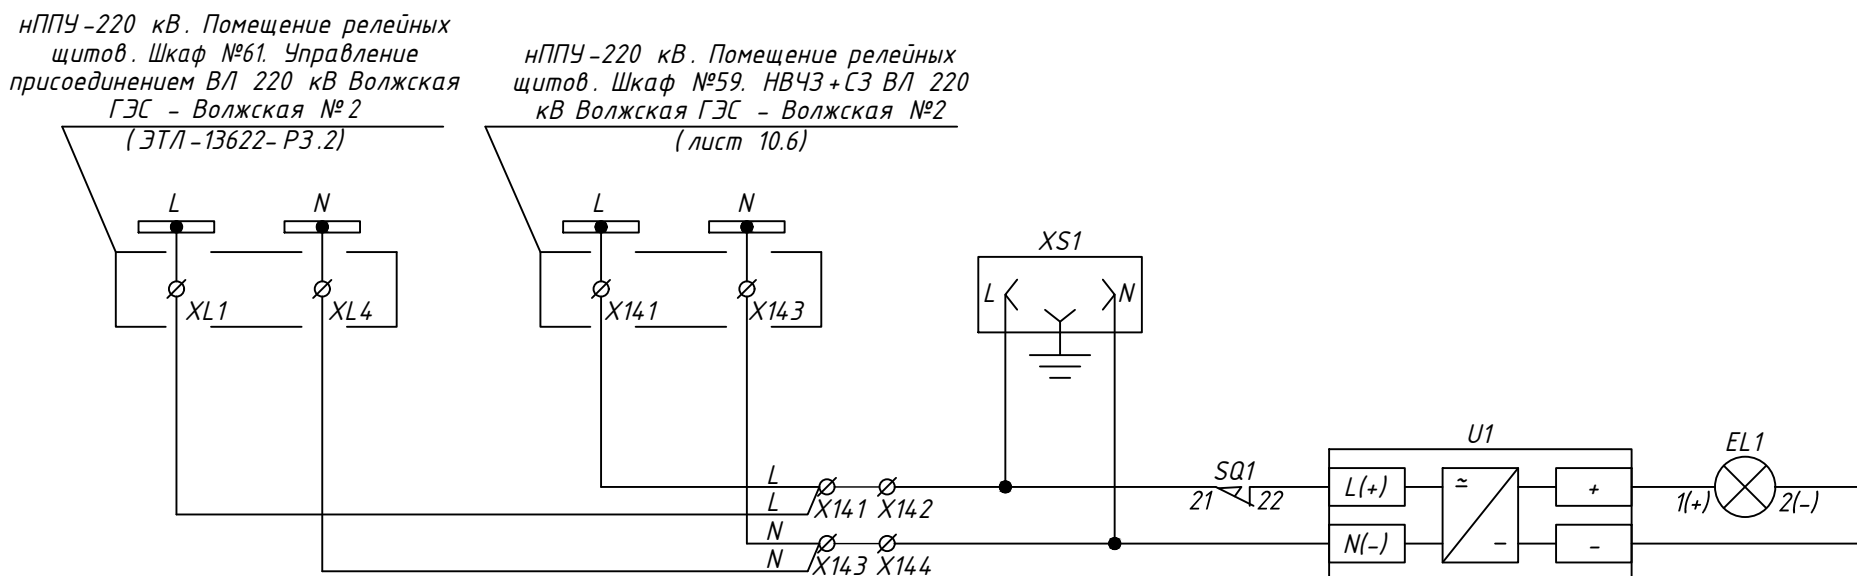 нППУ-220 кВ. Помещение релейных
щитов. Шкаф №61. Управление
присоединением ВЛ 220 кВ Волжская
ГЭС - Волжская №2
(ЭТЛ-13622-РЗ.2)
нППУ-220 кВ. Помещение релейных
щитов. Шкаф №59. НВЧЗ+СЗ ВЛ 220
кВ Волжская ГЭС - Волжская №2
(лист 10.6)
L
N
L
N
XL1
XL4
X141
X143
XS1
L
N
L
L
X141
X142
N
N
X143
X144
SQ1
21
22
U1
L(+)
N(-)
≃
-
+
-
EL1
1(+)
2(-)